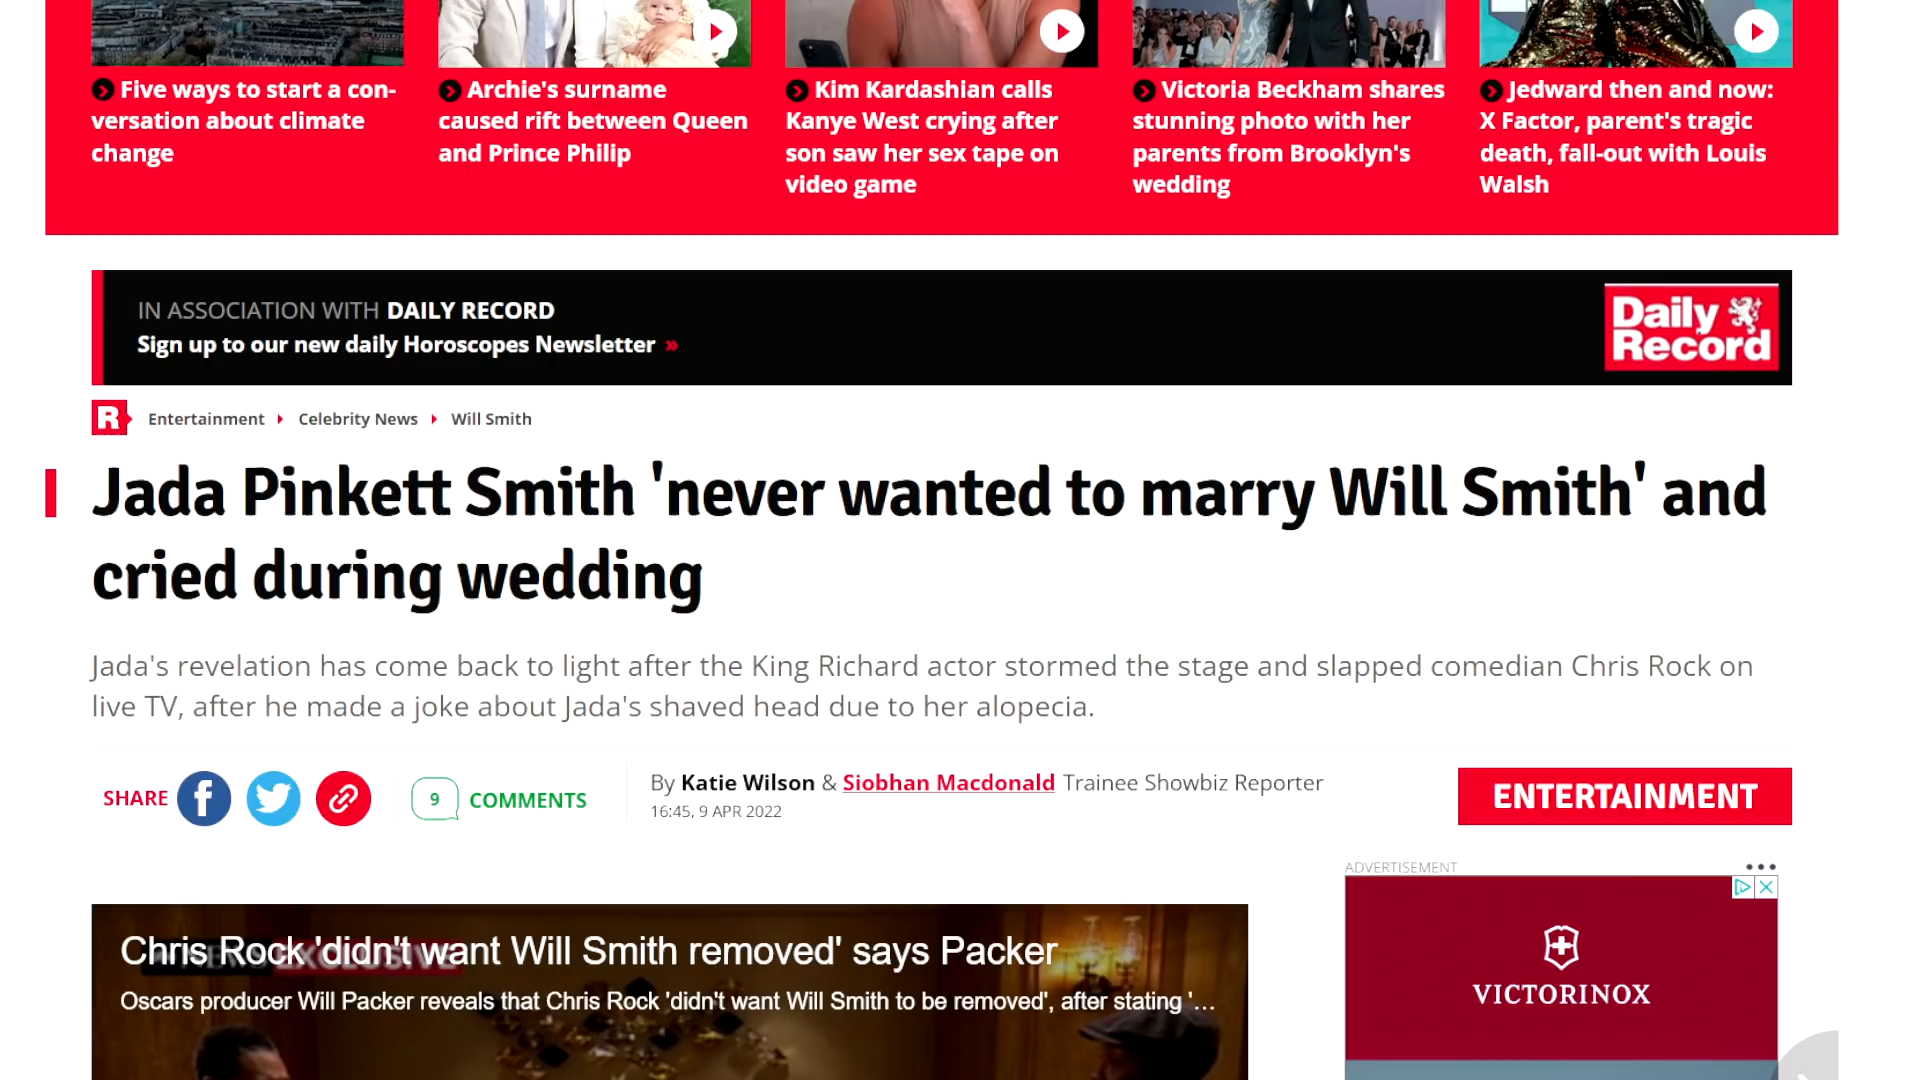 Five ways to start a con-
versation about climate
change
Archie's surname
caused rift between Queen
and Prince Philip
Kim Kardashian calls
Kanye West crying after
son saw her sex tape on
video game
Victoria Beckham shares
stunning photo with her
parents from Brooklyn's
wedding
Jedward then and now:
X Factor, parent's tragic
death, fall-out with Louis
Walsh
IN ASSOCIATION WITH DAILY RECORD
Sign up to our new daily Horoscopes Newsletter »
Daily
Record
R Entertainment Celebrity News Will Smith
Jada Pinkett Smith 'never wanted to marry Will Smith' and
cried during wedding
Jada's revelation has come back to light after the King Richard actor stormed the stage and slapped comedian Chris Rock on
live TV, after he made a joke about Jada's shaved head due to her alopecia.
SHARE
9 COMMENTS
By Katie Wilson & Siobhan Macdonald Trainee Showbiz Reporter
16:45, 9 APR 2022
ENTERTAINMENT
ADVERTISEMENT
Chris Rock 'didn't want Will Smith removed' says Packer
NEWS EXCLUSIVE
Oscars producer Will Packer reveals that Chris Rock 'didn't want Will Smith to be removed', after stating '...
VICTORINOX